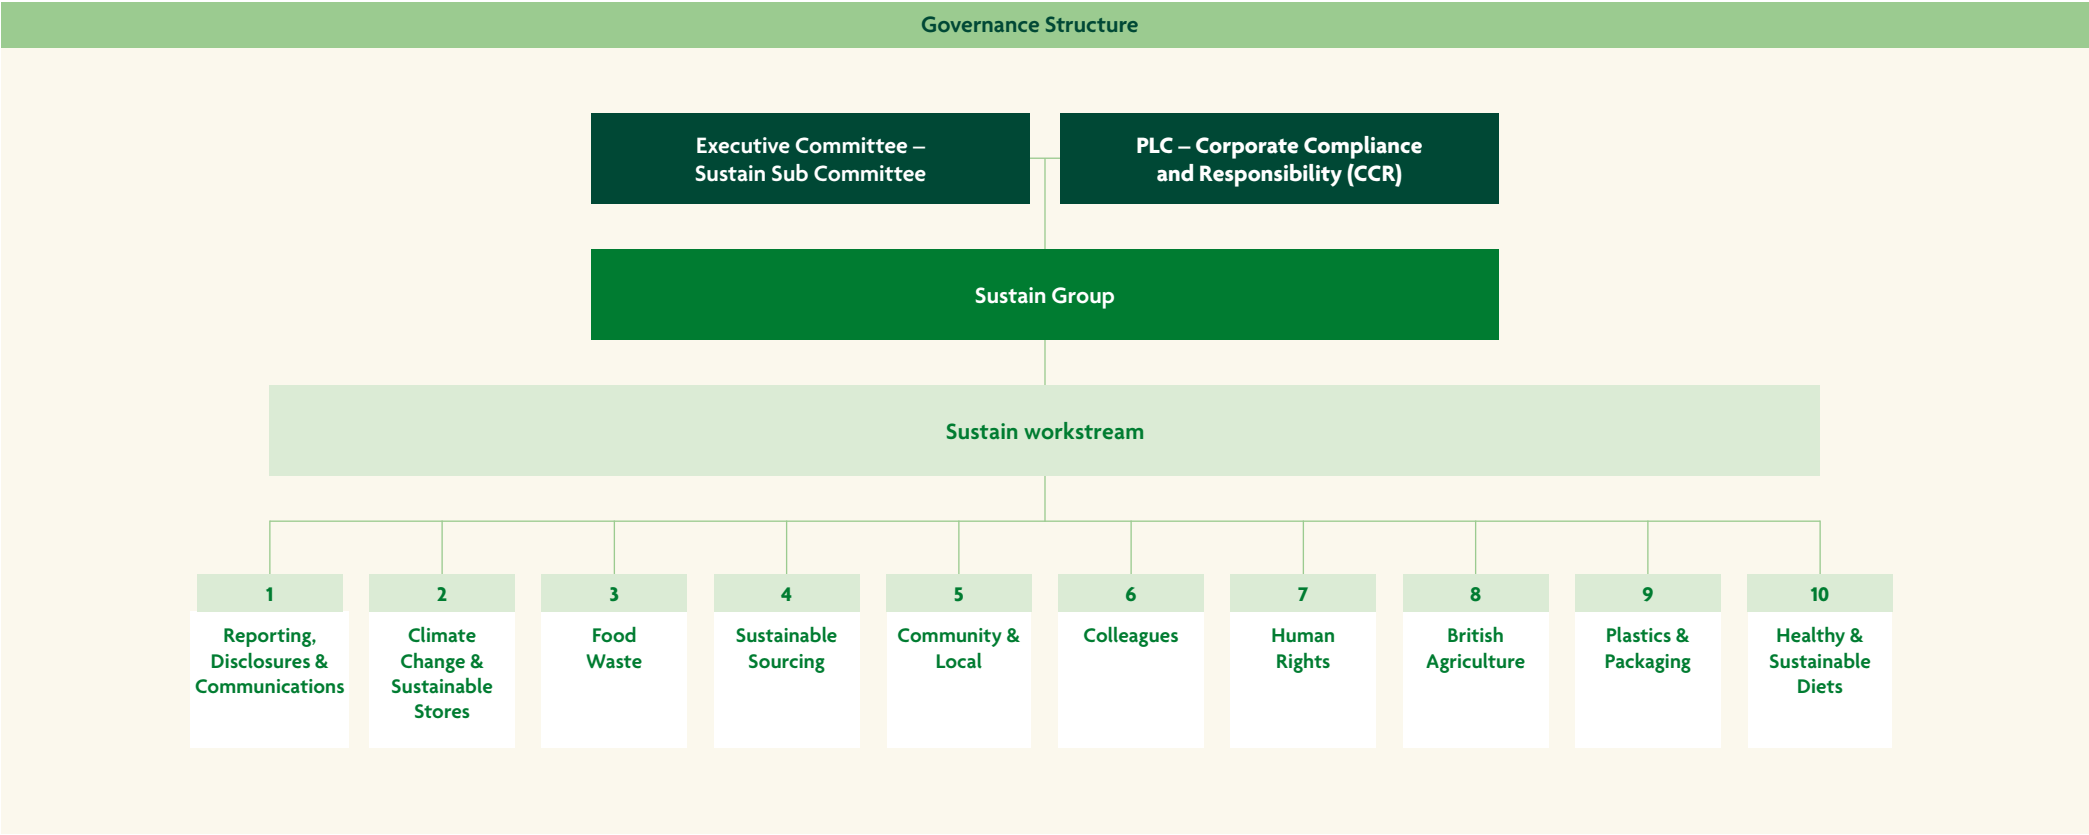 Governance Structure
Executive Committee –
Sustain Sub Committee
PLC – Corporate Compliance
and Responsibility (CCR)
Sustain Group
Sustain workstream
1
Reporting,
Disclosures &
Communications
2
Climate
Change &
Sustainable
Stores
3
Food
Waste
4
Sustainable
Sourcing
5
Community &
Local
6
Colleagues
7
Human
Rights
8
British
Agriculture
9
Plastics &
Packaging
10
Healthy &
Sustainable
Diets